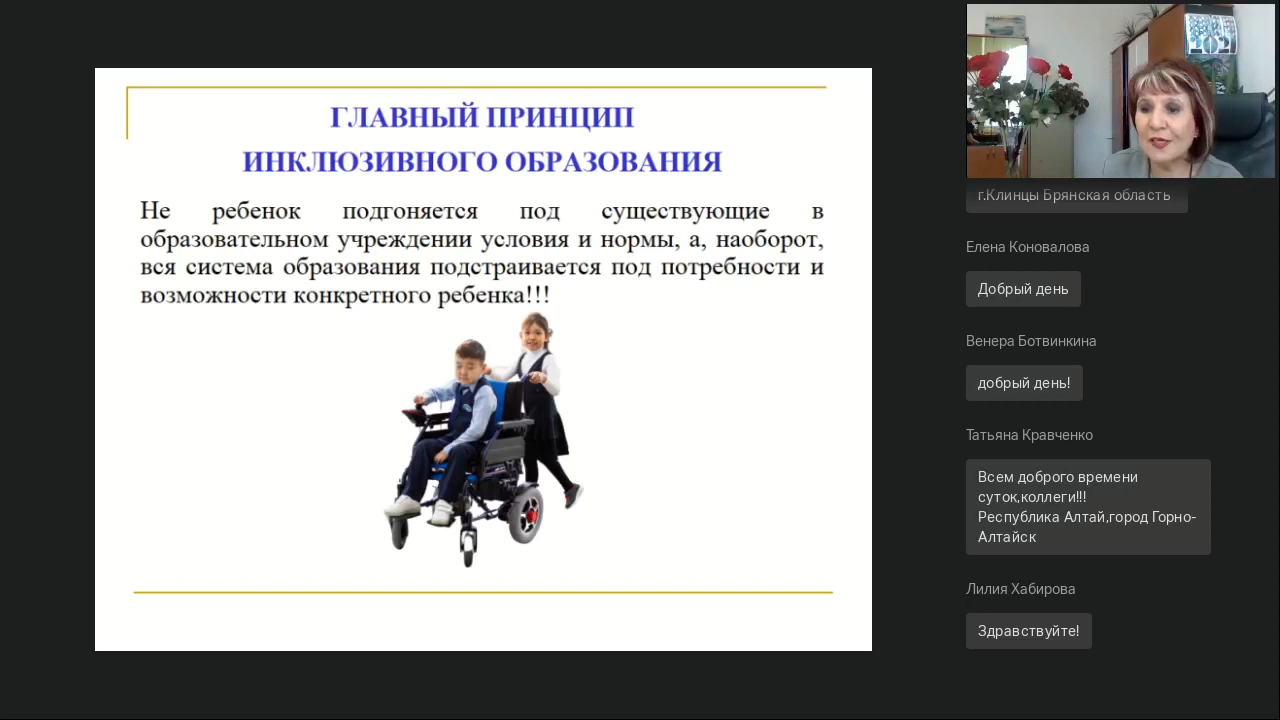 ГЛАВНЫЙ ПРИНЦИП
ИНКЛЮЗИВНОГО ОБРАЗОВАНИЯ
Не ребенок подгоняется под существующие в
образовательном учреждении условия и нормы, а, наоборот,
вся система образования подстраивается под потребности и
возможности конкретного ребенка!!!
202
г.Клинцы Брянская область
Елена Коновалова
Добрый день
Венера Ботвинкина
добрый день!
Татьяна Кравченко
Всем доброго времени
суток,коллеги!!!
Республика Алтай,город Горно-
Алтайск
Лилия Хабирова
Здравствуйте!